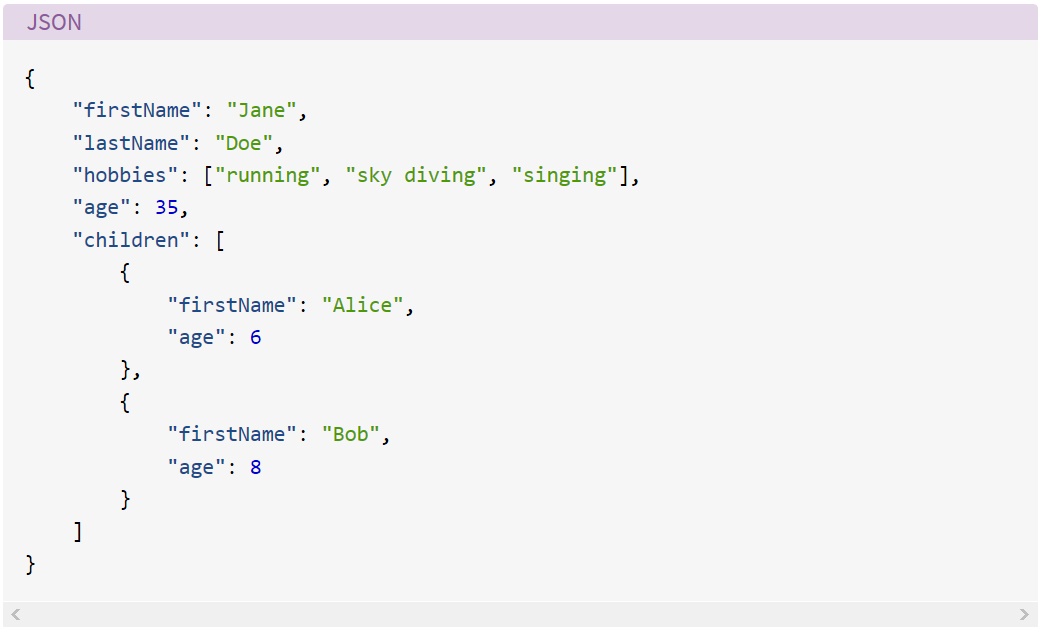 JSON
{
    "firstName": "Jane",
    "lastName": "Doe",
    "hobbies": ["running", "sky diving", "singing"],
    "age": 35,
    "children": [
        {
            "firstName": "Alice",
            "age": 6
        },
        {
            "firstName": "Bob",
            "age": 8
        }
    ]
}